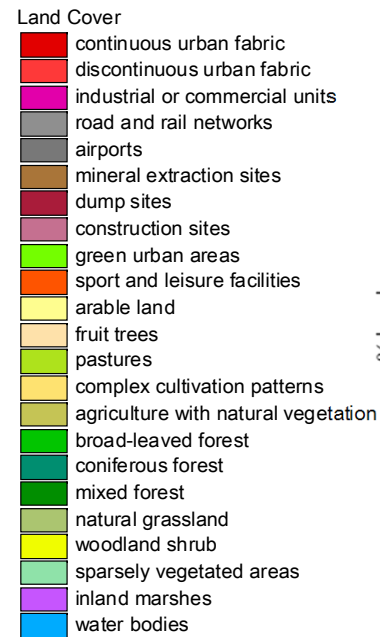 Land Cover
continuous urban fabric
discontinuous urban fabric
industrial or commercial units
road and rail networks
airports
mineral extraction sites
dump sites
construction sites
green urban areas
sport and leisure facilities
arable land
fruit trees
pastures
complex cultivation patterns
agriculture with natural vegetation
broad-leaved forest
coniferous forest
mixed forest
natural grassland
woodland shrub
sparsely vegetated areas
inland marshes
water bodies